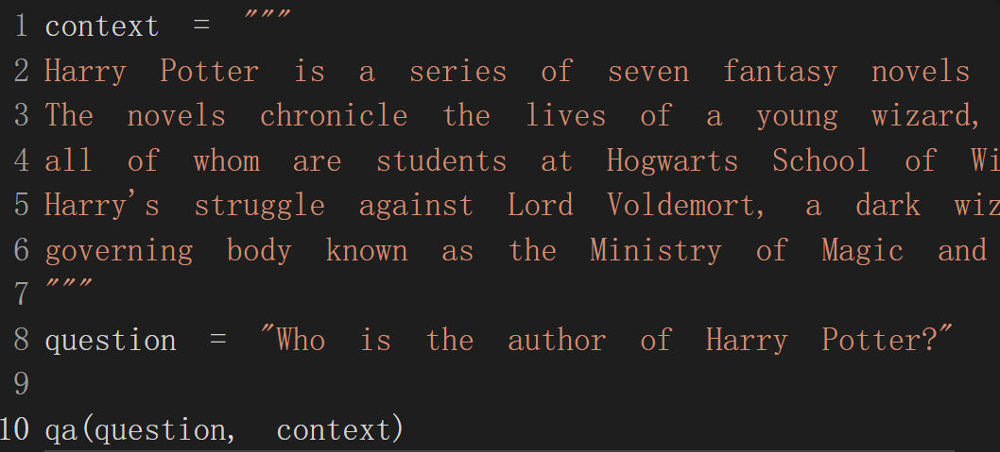 1 context = """
2 Harry Potter is a series of seven fantasy novels
3 The novels chronicle the lives of a young wizard,
4 all of whom are students at Hogwarts School of
5 Harry's struggle against Lord Voldemort, a dark
6 governing body known as the Ministry of Magic and
7 """
8 question = "Who is the author of Harry Potter?"
9
10 qa(question, context)